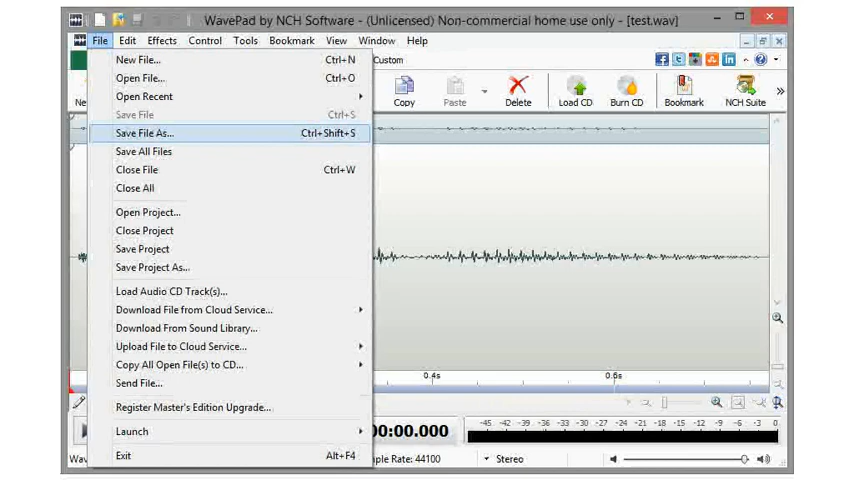 WavePad by NCH Software - (Unlicensed) Non-commercial home use only - [test.wav]
File Edit Effects Control Tools Bookmark View Window Help
New File... Ctrl+N
Custom
Open File... Ctrl+O
Open Recent
Ne Copy Paste Delete Load CD Burn CD Bookmark NCH Suite
Save File Ctrl+S
Save File As... Ctrl+Shift+S
Save All Files
Close File Ctrl+W
Close All
Open Project...
Close Project
Save Project
Save Project As...
Load Audio CD Track(s)...
Download File from Cloud Service...
Download From Sound Library...
Upload File to Cloud Service...
Copy All Open File(s) to CD...
0.4s 0.6s
Send File...
Register Master's Edition Upgrade...
Launch
00:00.000
-45 -42 -39 -36 -33 -30 -27 -24 -21 -18 -15 -12 -9 -6 -3 0
Exit Alt+F4
Wav ple Rate: 44100 Stereo